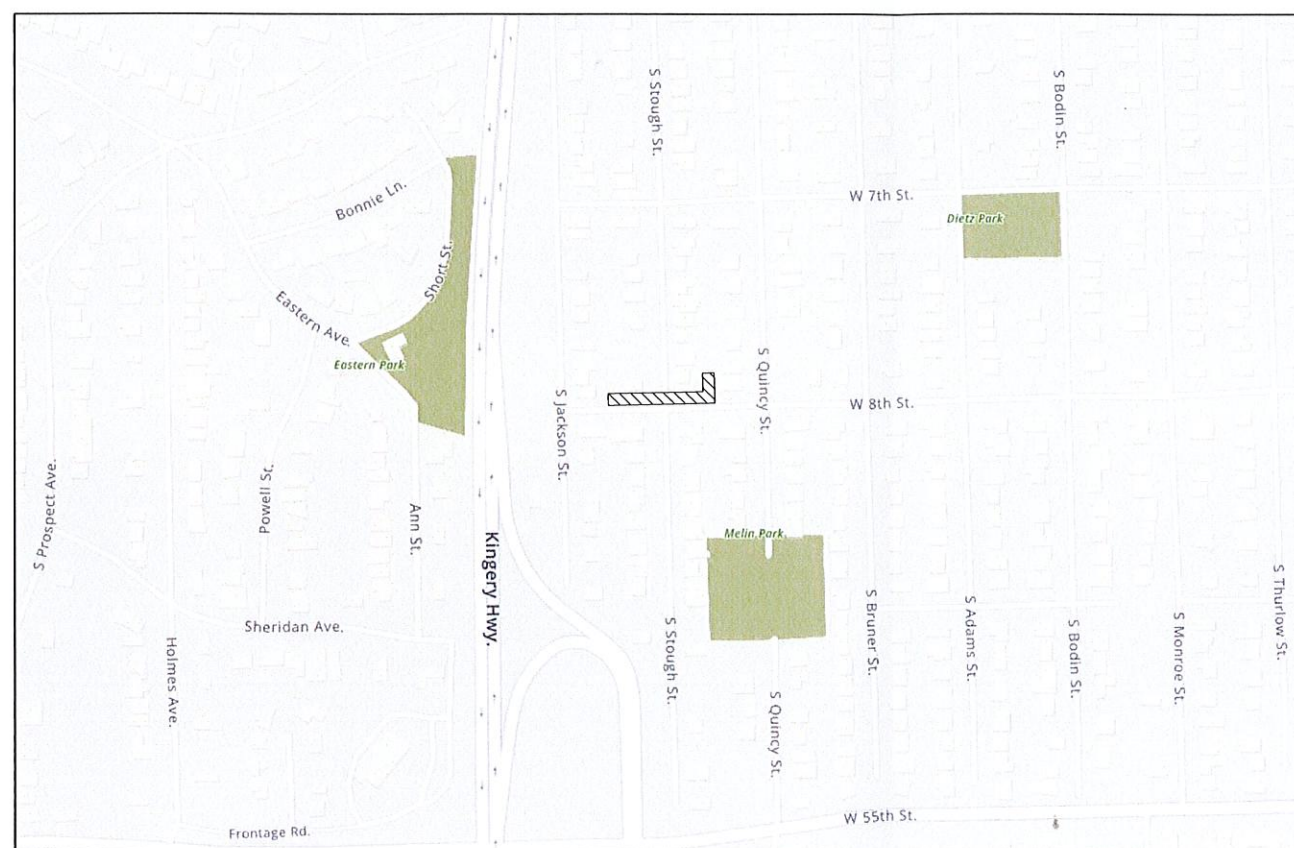 S Stough St.
S Bodin St.
W 7th St.
Bonnie Ln.
Dietz Park
Short St.
Eastern Ave.
Eastern Park
S Quincy St.
S Jackson St.
W 8th St.
S Prospect Ave.
Powell St.
Ann St.
Kingery Hwy.
Melin Park
S Thurlow St.
S Bruner St.
S Adams St.
Sheridan Ave.
S Stough St.
S Bodin St.
S Monroe St.
Holmes Ave.
S Quincy St.
W 55th St.
Frontage Rd.